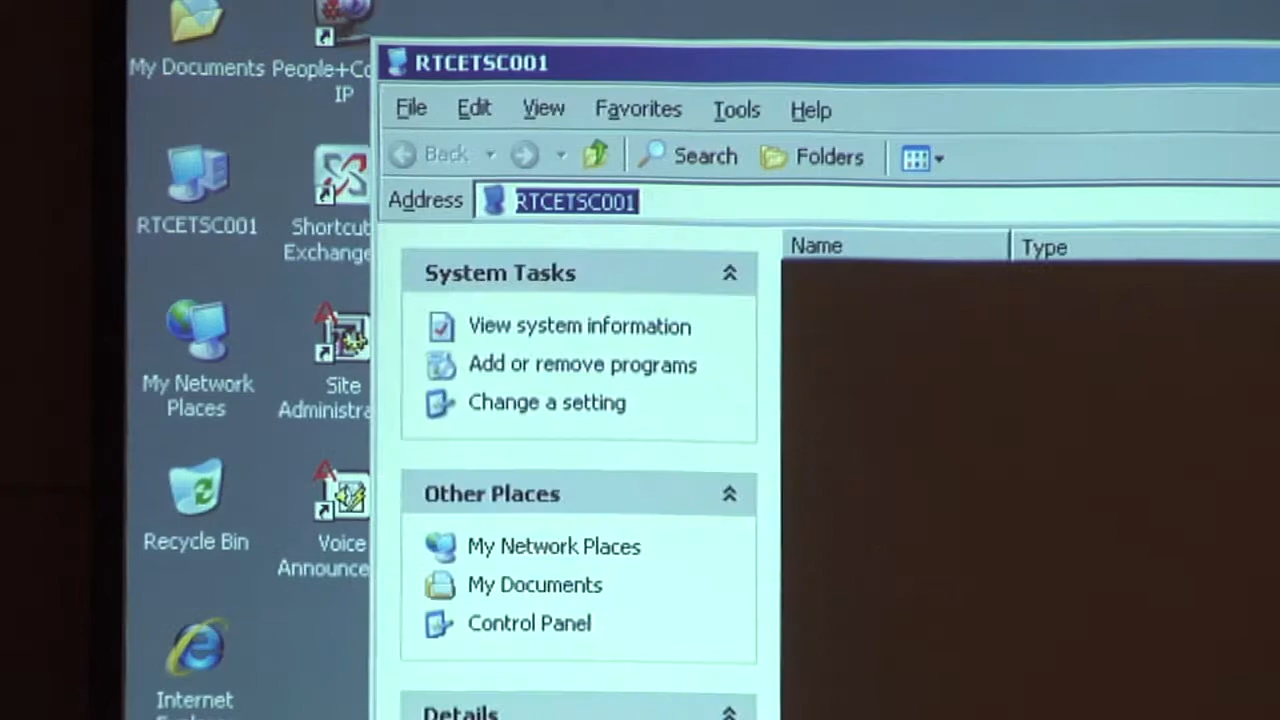 My Documents
People+Co
IP
RTCETSC001
Shortcut
Exchange
My Network
Places
Site
Administra
Recycle Bin
Voice
Announce
Internet
RTCETSC001
File Edit View Favorites Tools Help
Back Search Folders
Address RTCETSC001
System Tasks
View system information
Add or remove programs
Change a setting
Other Places
My Network Places
My Documents
Control Panel
Details
Name Type